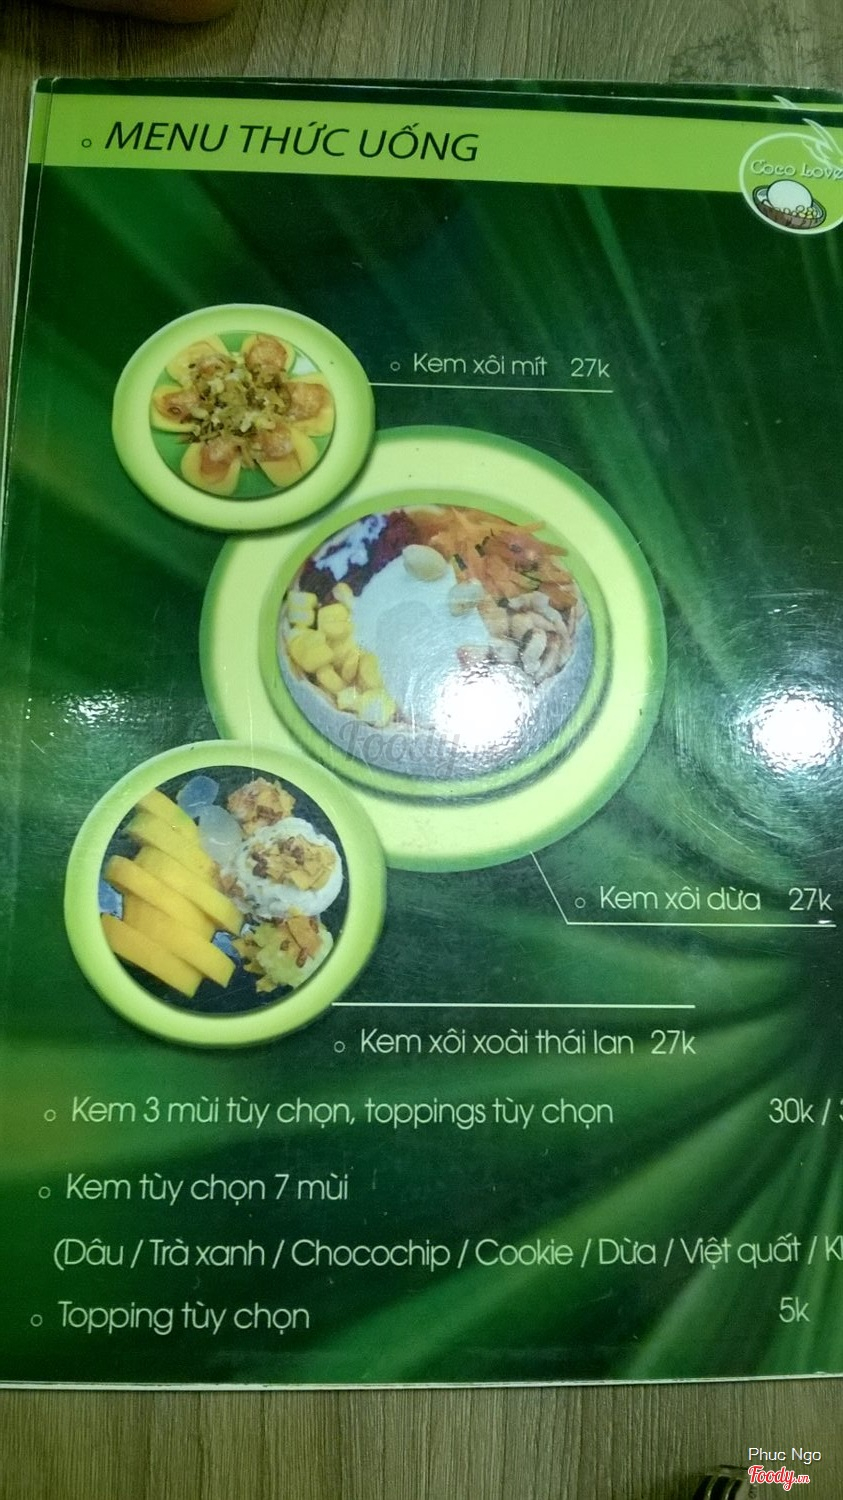 MENU THỨC UỐNG
Coco Love
Kem xôi mít 27k
Foody
Kem xôi dừa 27k
Kem xôi xoài thái lan 27k
Kem 3 mùi tùy chọn, toppings tùy chọn 30k /
Kem tùy chọn 7 mùi
(Dâu / Trà xanh / Chocochip / Cookie / Dừa / Việt quất /
Topping tùy chọn 5k
Phuc Ngo
Foody.vn